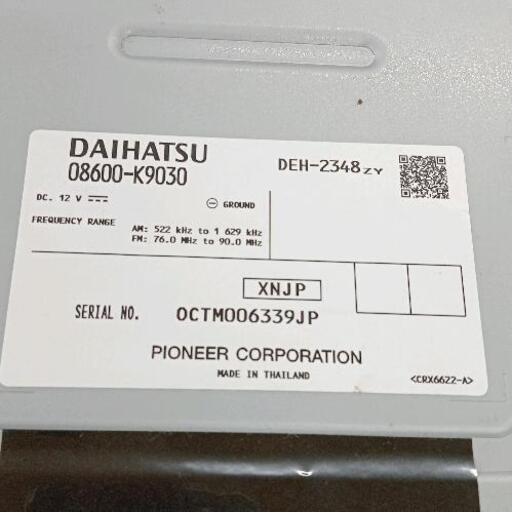 DAIHATSU
08600-K9030
DEH-2348ZY
DC. 12 V
⊖ GROUND
FREQUENCY RANGE
AM: 522 kHz to 1 629 kHz
FM: 76.0 MHz to 90.0 MHz
XNJP
SERIAL NO. OCTM006339JP
PIONEER CORPORATION
MADE IN THAILAND
<CRX6622-A>